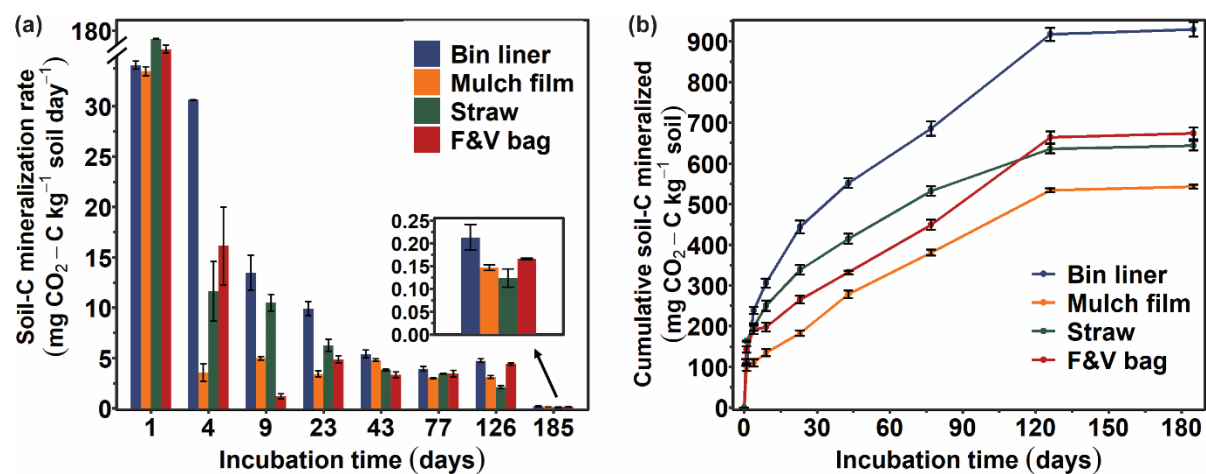 (a)
Soil-C mineralization rate
(mg CO₂ – C kg⁻¹ soil day⁻¹)
180
30
25
20
15
10
5
0
Bin liner
Mulch film
Straw
F&V bag
0.25
0.20
0.15
0.10
0.05
0.00
1 4 9 23 43 77 126 185
Incubation time (days)
(b)
Cumulative soil-C mineralized
(mg CO₂ – C kg⁻¹ soil)
900
800
700
600
500
400
300
200
100
0
Bin liner
Mulch film
Straw
F&V bag
0 30 60 90 120 150 180
Incubation time (days)